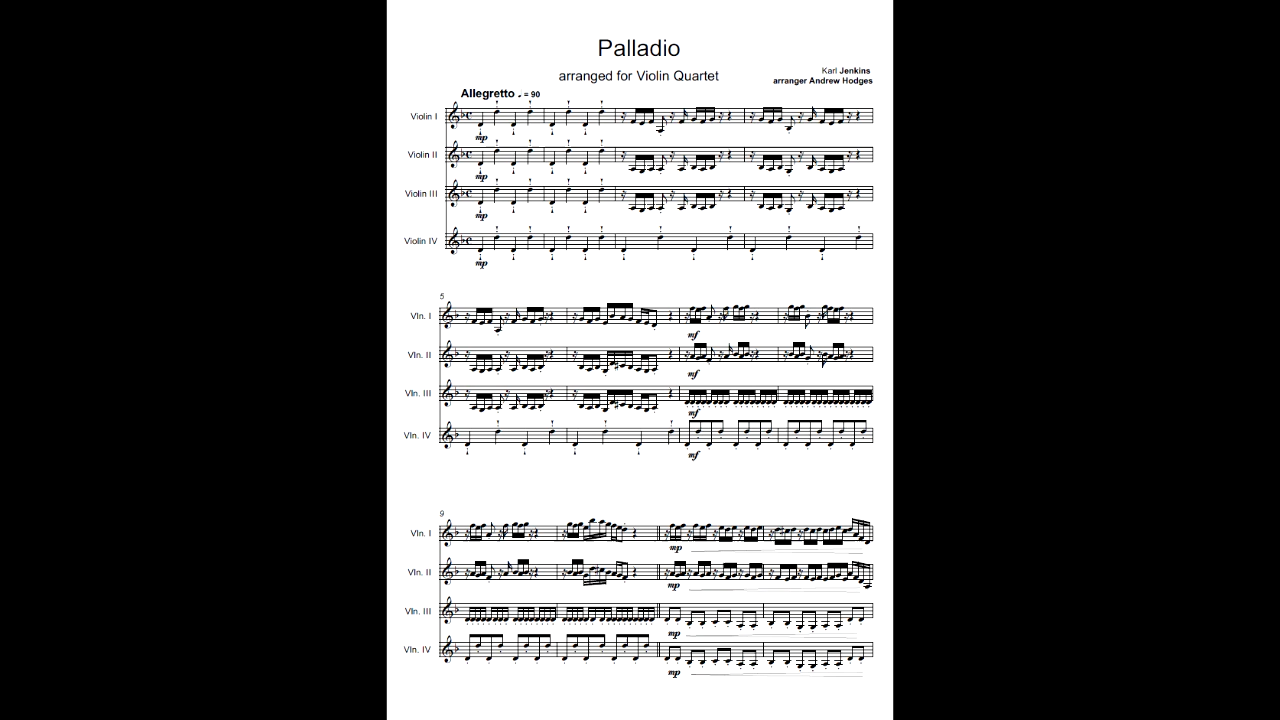 Palladio
arranged for Violin Quartet
Karl Jenkins
arranger Andrew Hodges
Allegretto = 90
Violin I
mp
Violin II
mp
Violin III
mp
Violin IV
mp
5
Vln. I
mf
Vln. II
mf
Vln. III
mf
Vln. IV
mf
9
Vln. I
mp
Vln. II
mp
Vln. III
mp
Vln. IV
mp